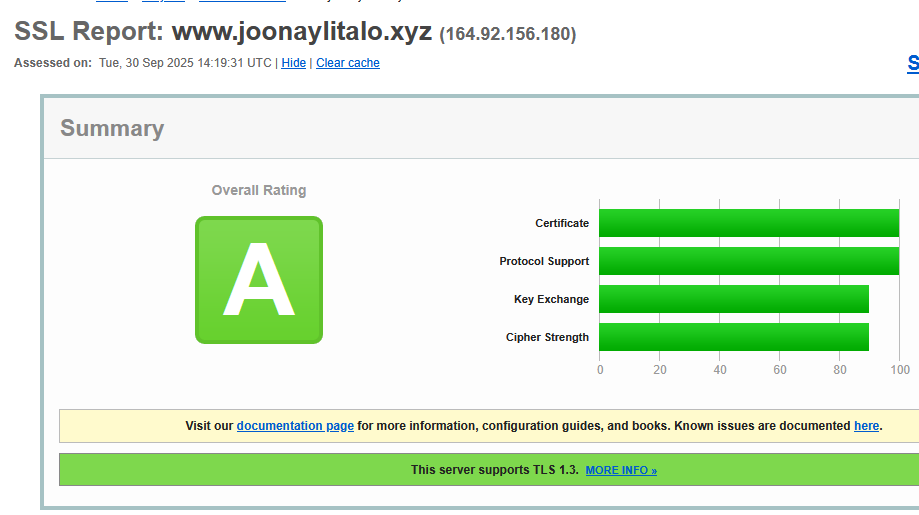 SSL Report: www.joonaylitalo.xyz (164.92.156.180)
Assessed on: Tue, 30 Sep 2025 14:19:31 UTC | Hide | Clear cache
S
Summary
Overall Rating
A
Certificate
Protocol Support
Key Exchange
Cipher Strength
0 20 40 60 80 100
Visit our documentation page for more information, configuration guides, and books. Known issues are documented here.
This server supports TLS 1.3. MORE INFO »